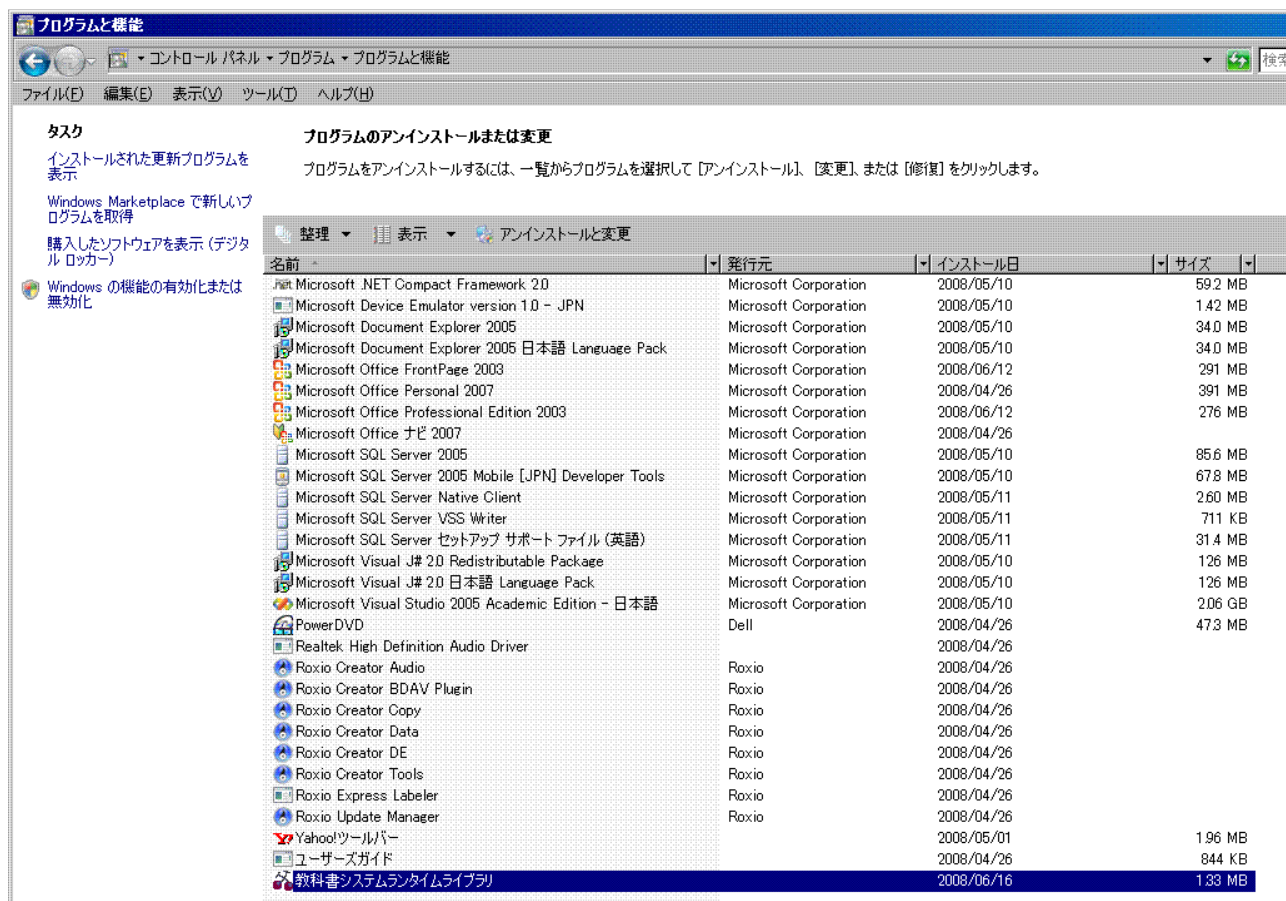 プログラムと機能
コントロール パネル ▾ プログラム ▾ プログラムと機能
検索
ファイル(F) 編集(E) 表示(V) ツール(T) ヘルプ(H)
タスク
インストールされた更新プログラムを
表示
Windows Marketplace で新しいプ
ログラムを取得
購入したソフトウェアを表示 (デジタ
ル ロッカー)
Windows の機能の有効化または
無効化
プログラムのアンインストールまたは変更
プログラムをアンインストールするには、一覧からプログラムを選択して [アンインストール]、[変更]、または [修復] をクリックします。
整理 表示 アンインストールと変更
名前 発行元 インストール日 サイズ
Microsoft .NET Compact Framework 2.0 Microsoft Corporation 2008/05/10 59.2 MB
Microsoft Device Emulator version 1.0 - JPN Microsoft Corporation 2008/05/10 1.42 MB
Microsoft Document Explorer 2005 Microsoft Corporation 2008/05/10 34.0 MB
Microsoft Document Explorer 2005 日本語 Language Pack Microsoft Corporation 2008/05/10 34.0 MB
Microsoft Office FrontPage 2003 Microsoft Corporation 2008/06/12 291 MB
Microsoft Office Personal 2007 Microsoft Corporation 2008/04/26 391 MB
Microsoft Office Professional Edition 2003 Microsoft Corporation 2008/06/12 276 MB
Microsoft Office ナビ 2007 Microsoft Corporation 2008/04/26
Microsoft SQL Server 2005 Microsoft Corporation 2008/05/10 85.6 MB
Microsoft SQL Server 2005 Mobile [JPN] Developer Tools Microsoft Corporation 2008/05/10 67.8 MB
Microsoft SQL Server Native Client Microsoft Corporation 2008/05/11 2.60 MB
Microsoft SQL Server VSS Writer Microsoft Corporation 2008/05/11 711 KB
Microsoft SQL Server セットアップ サポート ファイル (英語) Microsoft Corporation 2008/05/11 31.4 MB
Microsoft Visual J# 2.0 Redistributable Package Microsoft Corporation 2008/05/10 126 MB
Microsoft Visual J# 2.0 日本語 Language Pack Microsoft Corporation 2008/05/10 126 MB
Microsoft Visual Studio 2005 Academic Edition - 日本語 Microsoft Corporation 2008/05/10 2.06 GB
PowerDVD Dell 2008/04/26 47.3 MB
Realtek High Definition Audio Driver 2008/04/26
Roxio Creator Audio Roxio 2008/04/26
Roxio Creator BDAV Plugin Roxio 2008/04/26
Roxio Creator Copy Roxio 2008/04/26
Roxio Creator Data Roxio 2008/04/26
Roxio Creator DE Roxio 2008/04/26
Roxio Creator Tools Roxio 2008/04/26
Roxio Express Labeler Roxio 2008/04/26
Roxio Update Manager Roxio 2008/04/26
Yahoo!ツールバー 2008/05/01 1.96 MB
ユーザーズガイド 2008/04/26 844 KB
教科書システムランタイムライブラリ 2008/06/16 1.33 MB